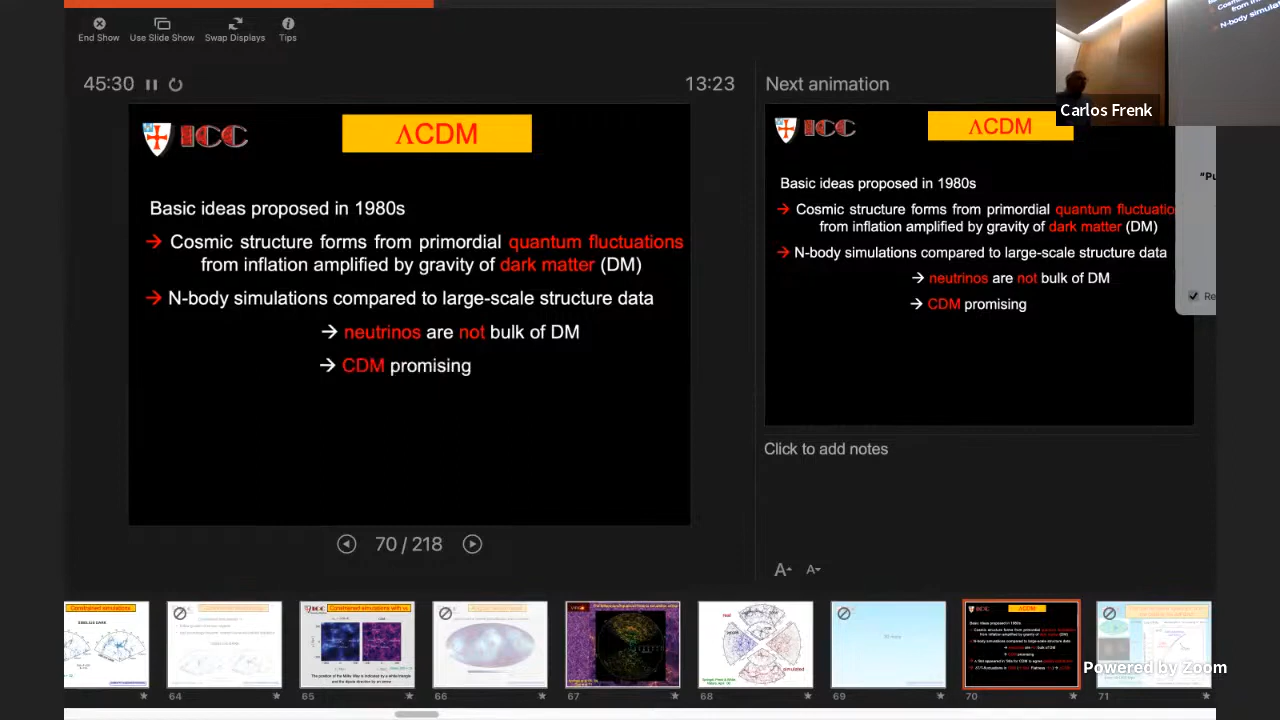 End Show
Use Slide Show
Swap Displays
Tips
45:30
13:23
Next animation
Carlos Frenk
ICC
ΛCDM
Basic ideas proposed in 1980s
→ Cosmic structure forms from primordial quantum fluctuations
from inflation amplified by gravity of dark matter (DM)
→ N-body simulations compared to large-scale structure data
→ neutrinos are not bulk of DM
→ CDM promising
ICC
ΛCDM
Basic ideas proposed in 1980s
→ Cosmic structure forms from primordial quantum fluctuatio
from inflation amplified by gravity of dark matter (DM)
→ N-body simulations compared to large-scale structure data
→ neutrinos are not bulk of DM
→ CDM promising
"Pu
Re
Click to add notes
70 / 218
A A
real
simulated
ΛCDM
64
65
66
67
68
69
70
71
Powered by Zoom